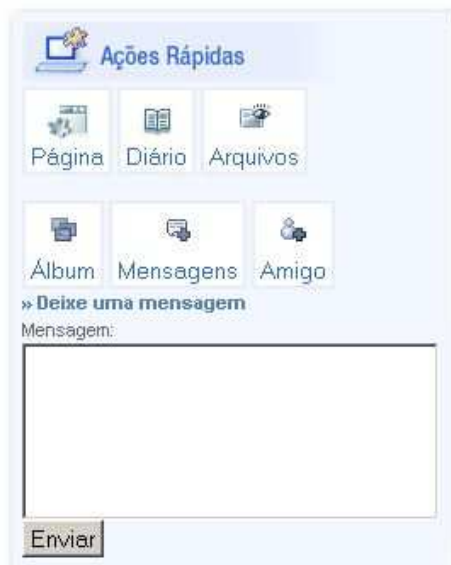 Ações Rápidas
Página Diário Arquivos
Álbum Mensagens Amigo
» Deixe uma mensagem
Mensagem:
Enviar